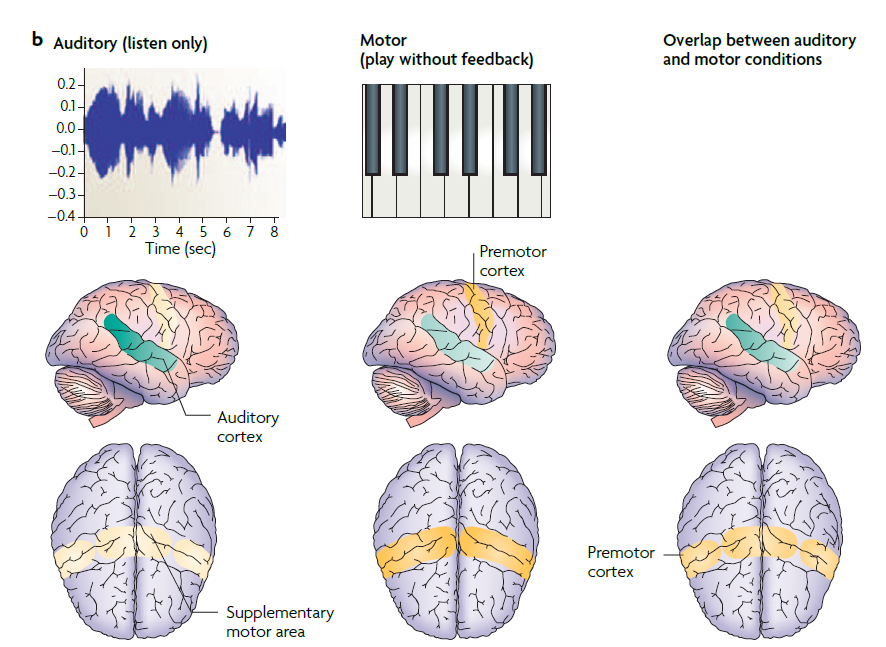 b Auditory (listen only)
Motor
(play without feedback)
Overlap between auditory
and motor conditions
0.2
0.1
0.0
−0.1
−0.2
−0.3
−0.4
0 1 2 3 4 5 6 7 8
Time (sec)
Premotor
cortex
Auditory
cortex
Premotor
cortex
Supplementary
motor area